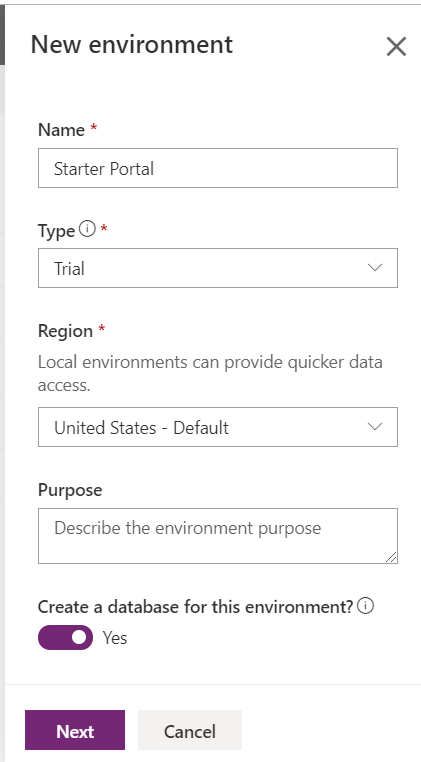 New environment
Name *
Starter Portal
Type *
Trial
Region *
Local environments can provide quicker data
access.
United States - Default
Purpose
Describe the environment purpose
Create a database for this environment?
Yes
Next
Cancel